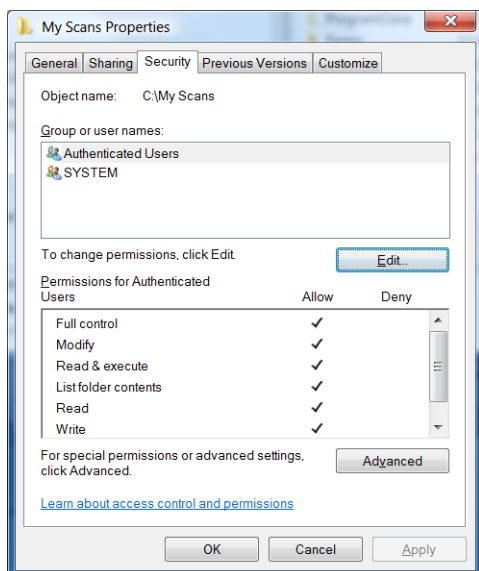 My Scans Properties
General Sharing Security Previous Versions Customize
Object name: C:\My Scans
Group or user names:
Authenticated Users
SYSTEM
To change permissions, click Edit.
Edit...
Permissions for Authenticated
Users Allow Deny
Full control
Modify
Read & execute
List folder contents
Read
Write
For special permissions or advanced settings,
click Advanced.
Advanced
Learn about access control and permissions
OK Cancel Apply